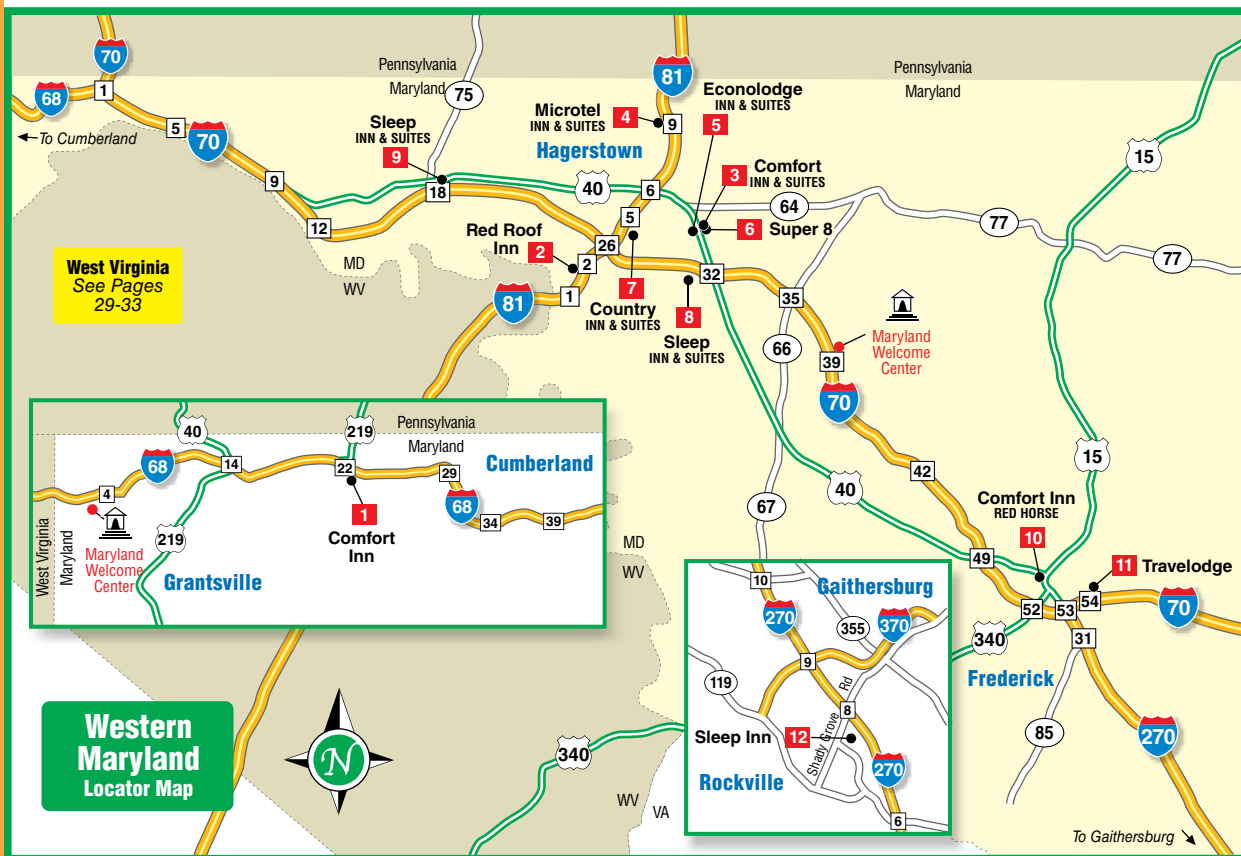 Pennsylvania
Maryland
Pennsylvania
Maryland
70
68
1
5
70
To Cumberland
75
81
Sleep
INN & SUITES
9
Microtel
INN & SUITES
4
9
Hagerstown
Econolodge
INN & SUITES
5
3
Comfort
INN & SUITES
6
Super 8
15
9
12
18
40
6
5
26
64
77
77
Red Roof
Inn
2
2
1
81
7
Country
INN & SUITES
8
Sleep
INN & SUITES
32
35
66
39
Maryland
Welcome
Center
70
MD
WV
West Virginia
See Pages
29-33
40
219
Pennsylvania
Maryland
68
14
22
29
Cumberland
4
68
34
39
1
Comfort
Inn
219
West Virginia
Maryland
Maryland
Welcome
Center
Grantsville
MD
WV
67
40
42
15
49
Comfort Inn
RED HORSE
10
11
Travelodge
52
53
54
70
31
340
Frederick
85
270
To Gaithersburg
10
Gaithersburg
270
355
370
9
119
Shady Grove Rd
8
Sleep Inn
12
270
Rockville
6
Western
Maryland
Locator Map
N
340
WV
VA